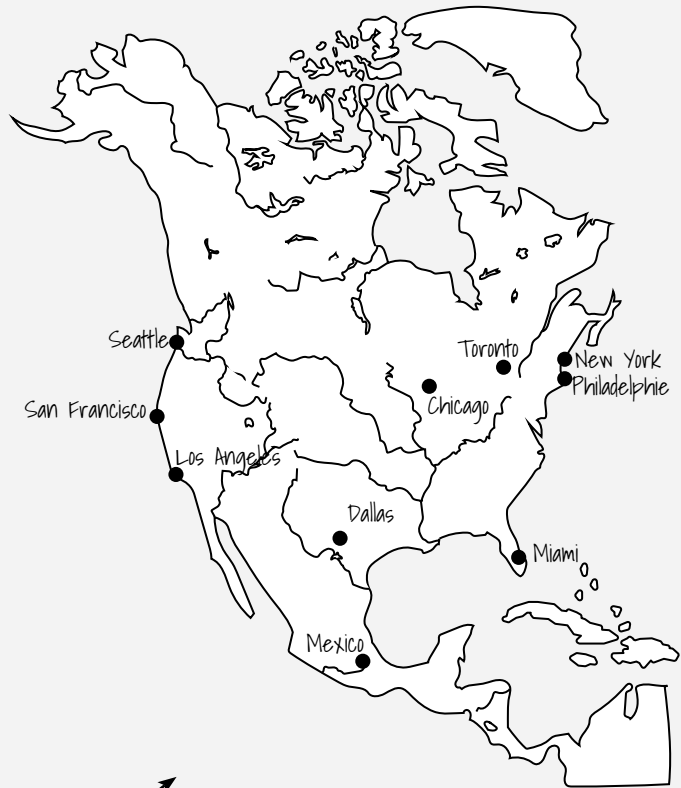 Seattle
Toronto
New York
Philadelphie
Chicago
San Francisco
Los Angeles
Dallas
Miami
Mexico